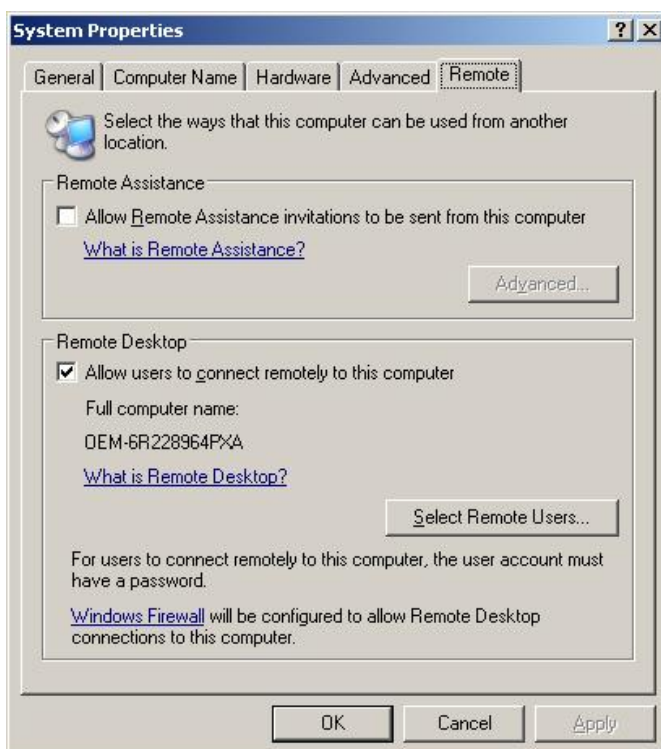 System Properties
General
Computer Name
Hardware
Advanced
Remote
Select the ways that this computer can be used from another
location.
Remote Assistance
Allow Remote Assistance invitations to be sent from this computer
What is Remote Assistance?
Advanced...
Remote Desktop
Allow users to connect remotely to this computer
Full computer name:
OEM-6R228964PXA
What is Remote Desktop?
Select Remote Users...
For users to connect remotely to this computer, the user account must
have a password.
Windows Firewall will be configured to allow Remote Desktop
connections to this computer.
OK
Cancel
Apply